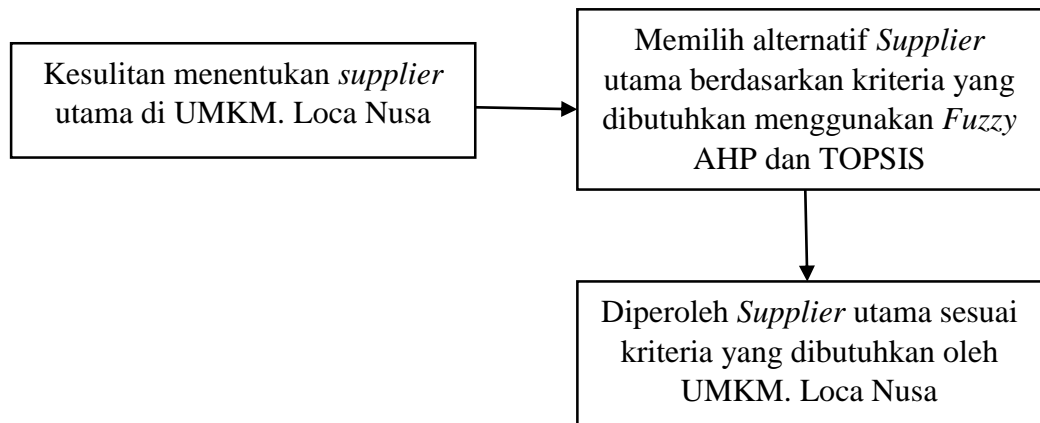 Kesulitan menentukan supplier
utama di UMKM. Loca Nusa
Memilih alternatif Supplier
utama berdasarkan kriteria yang
dibutuhkan menggunakan Fuzzy
AHP dan TOPSIS
Diperoleh Supplier utama sesuai
kriteria yang dibutuhkan oleh
UMKM. Loca Nusa